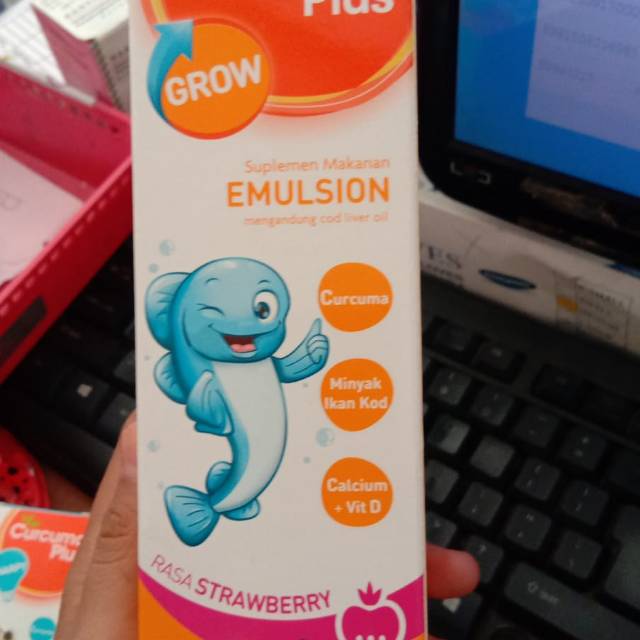 Plus
GROW
Suplemen Makanan
EMULSION
mengandung cod liver oil
Curcuma
Minyak
Ikan Kod
Calcium
+ Vit D
RASA STRAWBERRY
Curcuma
Plus